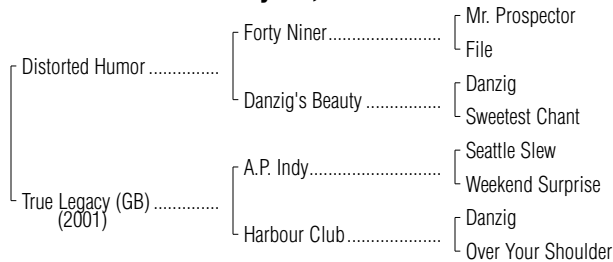 Mr. Prospector
Forty Niner
File
Distorted Humor
Danzig
Danzig's Beauty
Sweetest Chant
Seattle Slew
A.P. Indy
Weekend Surprise
True Legacy (GB)
(2001)
Danzig
Harbour Club
Over Your Shoulder